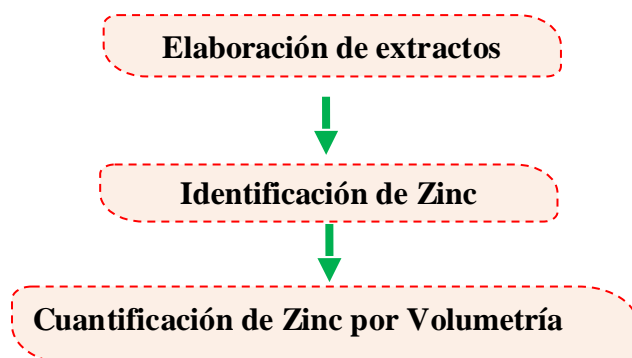 Elaboración de extractos
Identificación de Zinc
Cuantificación de Zinc por Volumetría